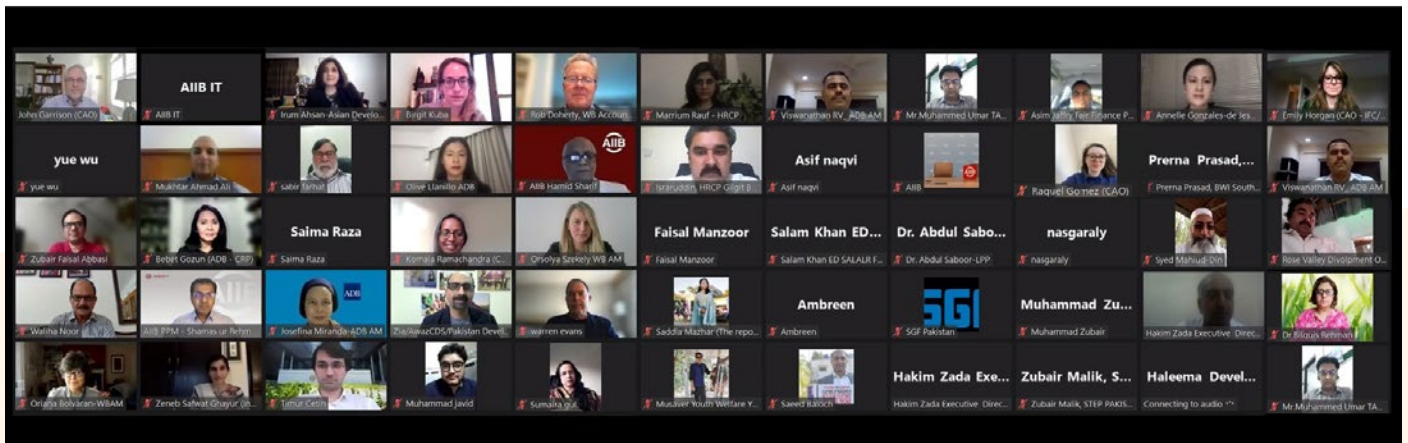 John Garrison (CAO)
AIIB IT
AIIB IT
Irum Ahsan-Asian Develo...
Birgit Kuba
Rob Doherty, WB Accoun...
Marrium Rauf - HRCP
Viswanathan RV_ ADB AM
Mr.Muhammed Umar TA...
Asim Jaffry Fair Finance P...
Annelle Gonzales-de Jes...
Emily Horgan (CAO - IFC/...
yue wu
yue wu
Mukhtar Ahmad Ali
sabir farhat
Olive Llanillo ADB
AIIB
AIIB Hamid Sharif
Israruddin, HRCP Gilgit B...
Asif naqvi
Asif naqvi
AIIB
Raquel Gomez (CAO)
Prerna Prasad,...
Prerna Prasad, BWI South...
Viswanathan RV_ ADB AM
Zubair Faisal Abbasi
Bebet Gozun (ADB - CRP)
Saima Raza
Saima Raza
Komala Ramachandra (C...
Orsolya Szekely WB AM
Faisal Manzoor
Faisal Manzoor
Salam Khan ED...
Salam Khan ED SALALR F...
Dr. Abdul Sabo...
Dr. Abdul Saboor-LPP
nasgaraly
nasgaraly
Syed Mahiud-Din
Rose Valley Divolpment O...
Waliha Noor
AIIB PPM - Shamas ur Rehm...
ADB
Josefina Miranda-ADB AM
Zia/AwazCDS/Pakistan Devel...
warren evans
Saddia Mazhar (The repo...
Ambreen
Ambreen
SGF
SGF Pakistan
Muhammad Zu...
Muhammad Zubair
Hakim Zada Executive Direc...
Dr Bilquis Rehman
Oriana Bolvaran-WBAM
Zeneb Safwat Ghayur (in...
Timur Cetin
Muhammad javid
Sumaira gul
Musaver Youth Welfare Y...
Saeed Baloch
Hakim Zada Exe...
Hakim Zada Executive Direc...
Zubair Malik, S...
Zubair Malik, STEP PAKIS...
Haleema Devel...
Connecting to audio
Mr.Muhammed Umar TA...